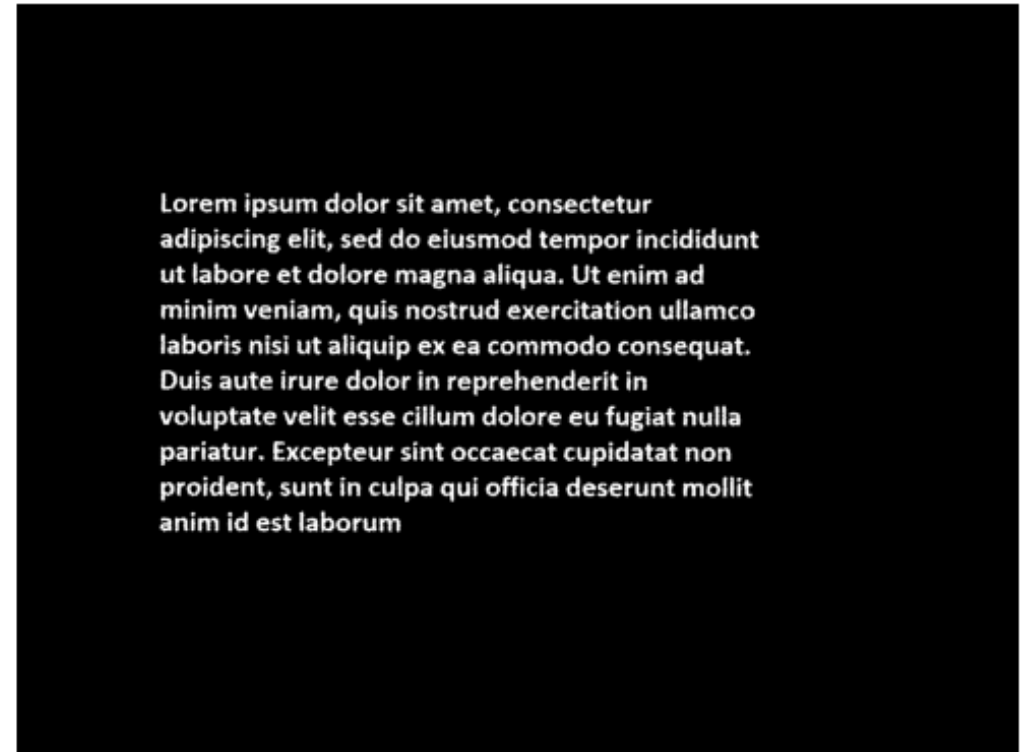 Lorem ipsum dolor sit amet, consectetur
adipiscing elit, sed do eiusmod tempor incididunt
ut labore et dolore magna aliqua. Ut enim ad
minim veniam, quis nostrud exercitation ullamco
laboris nisi ut aliquip ex ea commodo consequat.
Duis aute irure dolor in reprehenderit in
voluptate velit esse cillum dolore eu fugiat nulla
pariatur. Excepteur sint occaecat cupidatat non
proident, sunt in culpa qui officia deserunt mollit
anim id est laborum